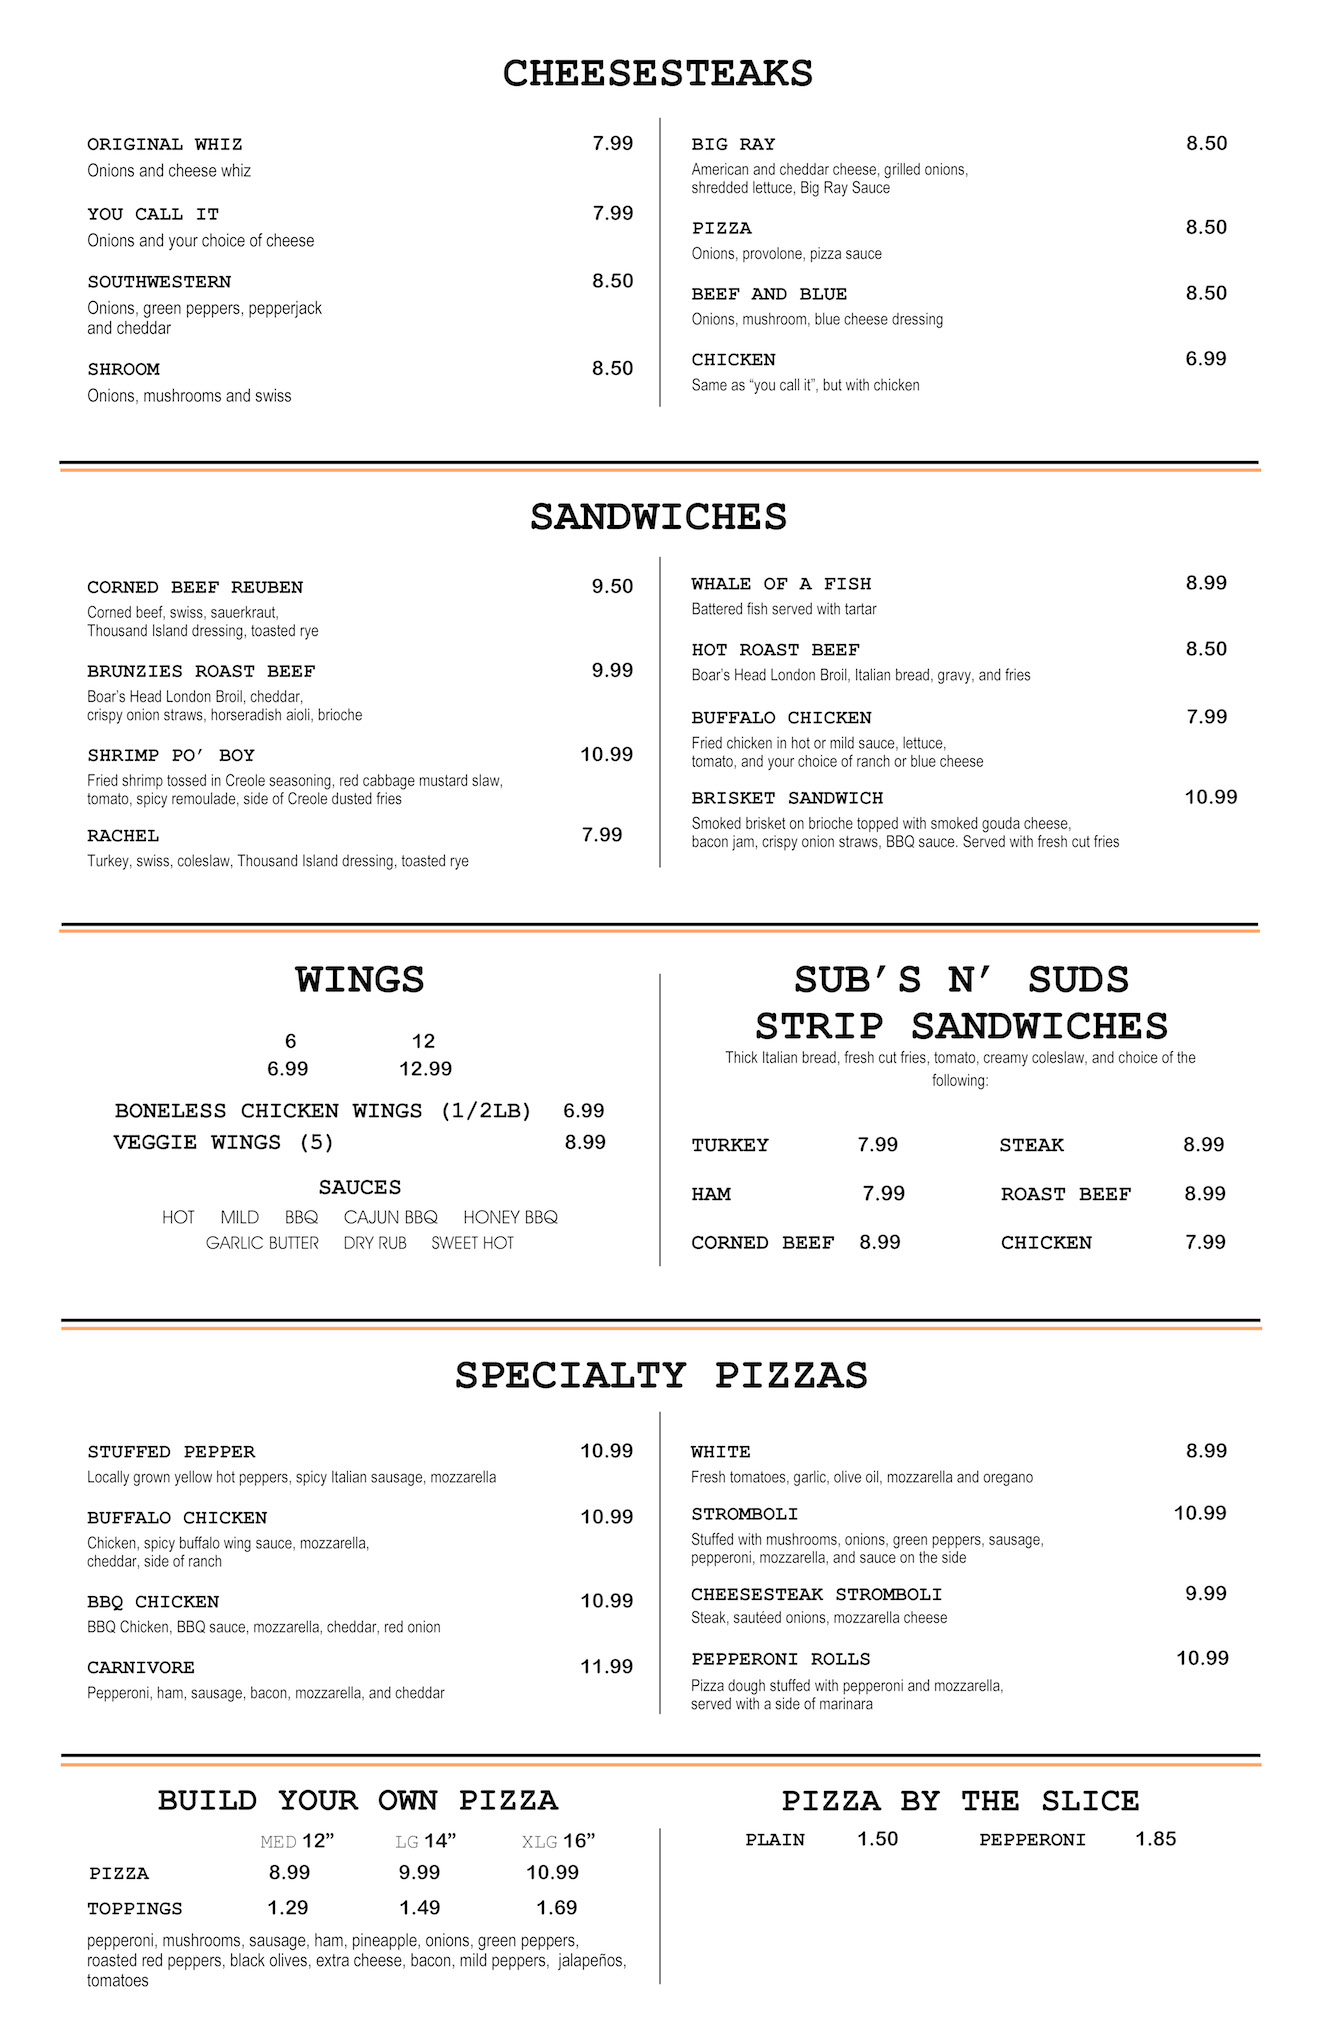 CHEESESTEAKS
ORIGINAL WHIZ 7.99
Onions and cheese whiz
YOU CALL IT 7.99
Onions and your choice of cheese
SOUTHWESTERN 8.50
Onions, green peppers, pepperjack
and cheddar
SHROOM 8.50
Onions, mushrooms and swiss
BIG RAY 8.50
American and cheddar cheese, grilled onions,
shredded lettuce, Big Ray Sauce
PIZZA 8.50
Onions, provolone, pizza sauce
BEEF AND BLUE 8.50
Onions, mushroom, blue cheese dressing
CHICKEN 6.99
Same as “you call it”, but with chicken
SANDWICHES
CORNED BEEF REUBEN 9.50
Corned beef, swiss, sauerkraut,
Thousand Island dressing, toasted rye
BRUNZIES ROAST BEEF 9.99
Boar’s Head London Broil, cheddar,
crispy onion straws, horseradish aioli, brioche
SHRIMP PO’ BOY 10.99
Fried shrimp tossed in Creole seasoning, red cabbage mustard slaw,
tomato, spicy remoulade, side of Creole dusted fries
RACHEL 7.99
Turkey, swiss, coleslaw, Thousand Island dressing, toasted rye
WHALE OF A FISH 8.99
Battered fish served with tartar
HOT ROAST BEEF 8.50
Boar’s Head London Broil, Italian bread, gravy, and fries
BUFFALO CHICKEN 7.99
Fried chicken in hot or mild sauce, lettuce,
tomato, and your choice of ranch or blue cheese
BRISKET SANDWICH 10.99
Smoked brisket on brioche topped with smoked gouda cheese,
bacon jam, crispy onion straws, BBQ sauce. Served with fresh cut fries
WINGS
6 12
6.99 12.99
BONELESS CHICKEN WINGS (1/2LB) 6.99
VEGGIE WINGS (5) 8.99
SAUCES
HOT MILD BBQ CAJUN BBQ HONEY BBQ
GARLIC BUTTER DRY RUB SWEET HOT
SUB’S N’ SUDS
STRIP SANDWICHES
Thick Italian bread, fresh cut fries, tomato, creamy coleslaw, and choice of the
following:
TURKEY 7.99 STEAK 8.99
HAM 7.99 ROAST BEEF 8.99
CORNED BEEF 8.99 CHICKEN 7.99
SPECIALTY PIZZAS
STUFFED PEPPER 10.99
Locally grown yellow hot peppers, spicy Italian sausage, mozzarella
BUFFALO CHICKEN 10.99
Chicken, spicy buffalo wing sauce, mozzarella,
cheddar, side of ranch
BBQ CHICKEN 10.99
BBQ Chicken, BBQ sauce, mozzarella, cheddar, red onion
CARNIVORE 11.99
Pepperoni, ham, sausage, bacon, mozzarella, and cheddar
WHITE 8.99
Fresh tomatoes, garlic, olive oil, mozzarella and oregano
STROMBOLI 10.99
Stuffed with mushrooms, onions, green peppers, sausage,
pepperoni, mozzarella, and sauce on the side
CHEESESTEAK STROMBOLI 9.99
Steak, sautéed onions, mozzarella cheese
PEPPERONI ROLLS 10.99
Pizza dough stuffed with pepperoni and mozzarella,
served with a side of marinara
BUILD YOUR OWN PIZZA
MED 12” LG 14” XLG 16”
PIZZA 8.99 9.99 10.99
TOPPINGS 1.29 1.49 1.69
pepperoni, mushrooms, sausage, ham, pineapple, onions, green peppers,
roasted red peppers, black olives, extra cheese, bacon, mild peppers, jalapeños,
tomatoes
PIZZA BY THE SLICE
PLAIN 1.50 PEPPERONI 1.85